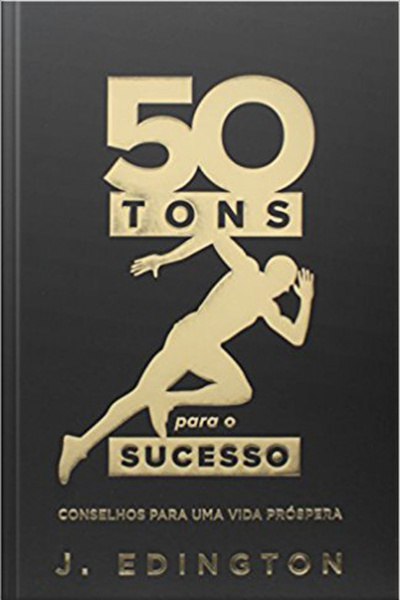 50
TONS
para o
SUCESSO
CONSELHOS PARA UMA VIDA PRÓSPERA
J. EDINGTON